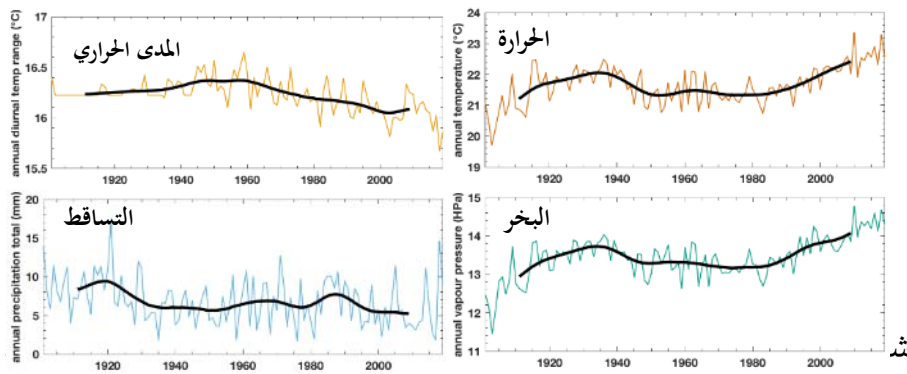 المدى الحراري
annual diurnal temp range (°C)
17
16.5
16
15.5
1920 1940 1960 1980 2000
الحرارة
annual temperature (°C)
24
23
22
21
20
19
1920 1940 1960 1980 2000
التساقط
annual precipitation total (mm)
20
15
10
5
0
1920 1940 1960 1980 2000
البخر
annual vapour pressure (HPa)
15
14
13
12
11
1920 1940 1960 1980 2000